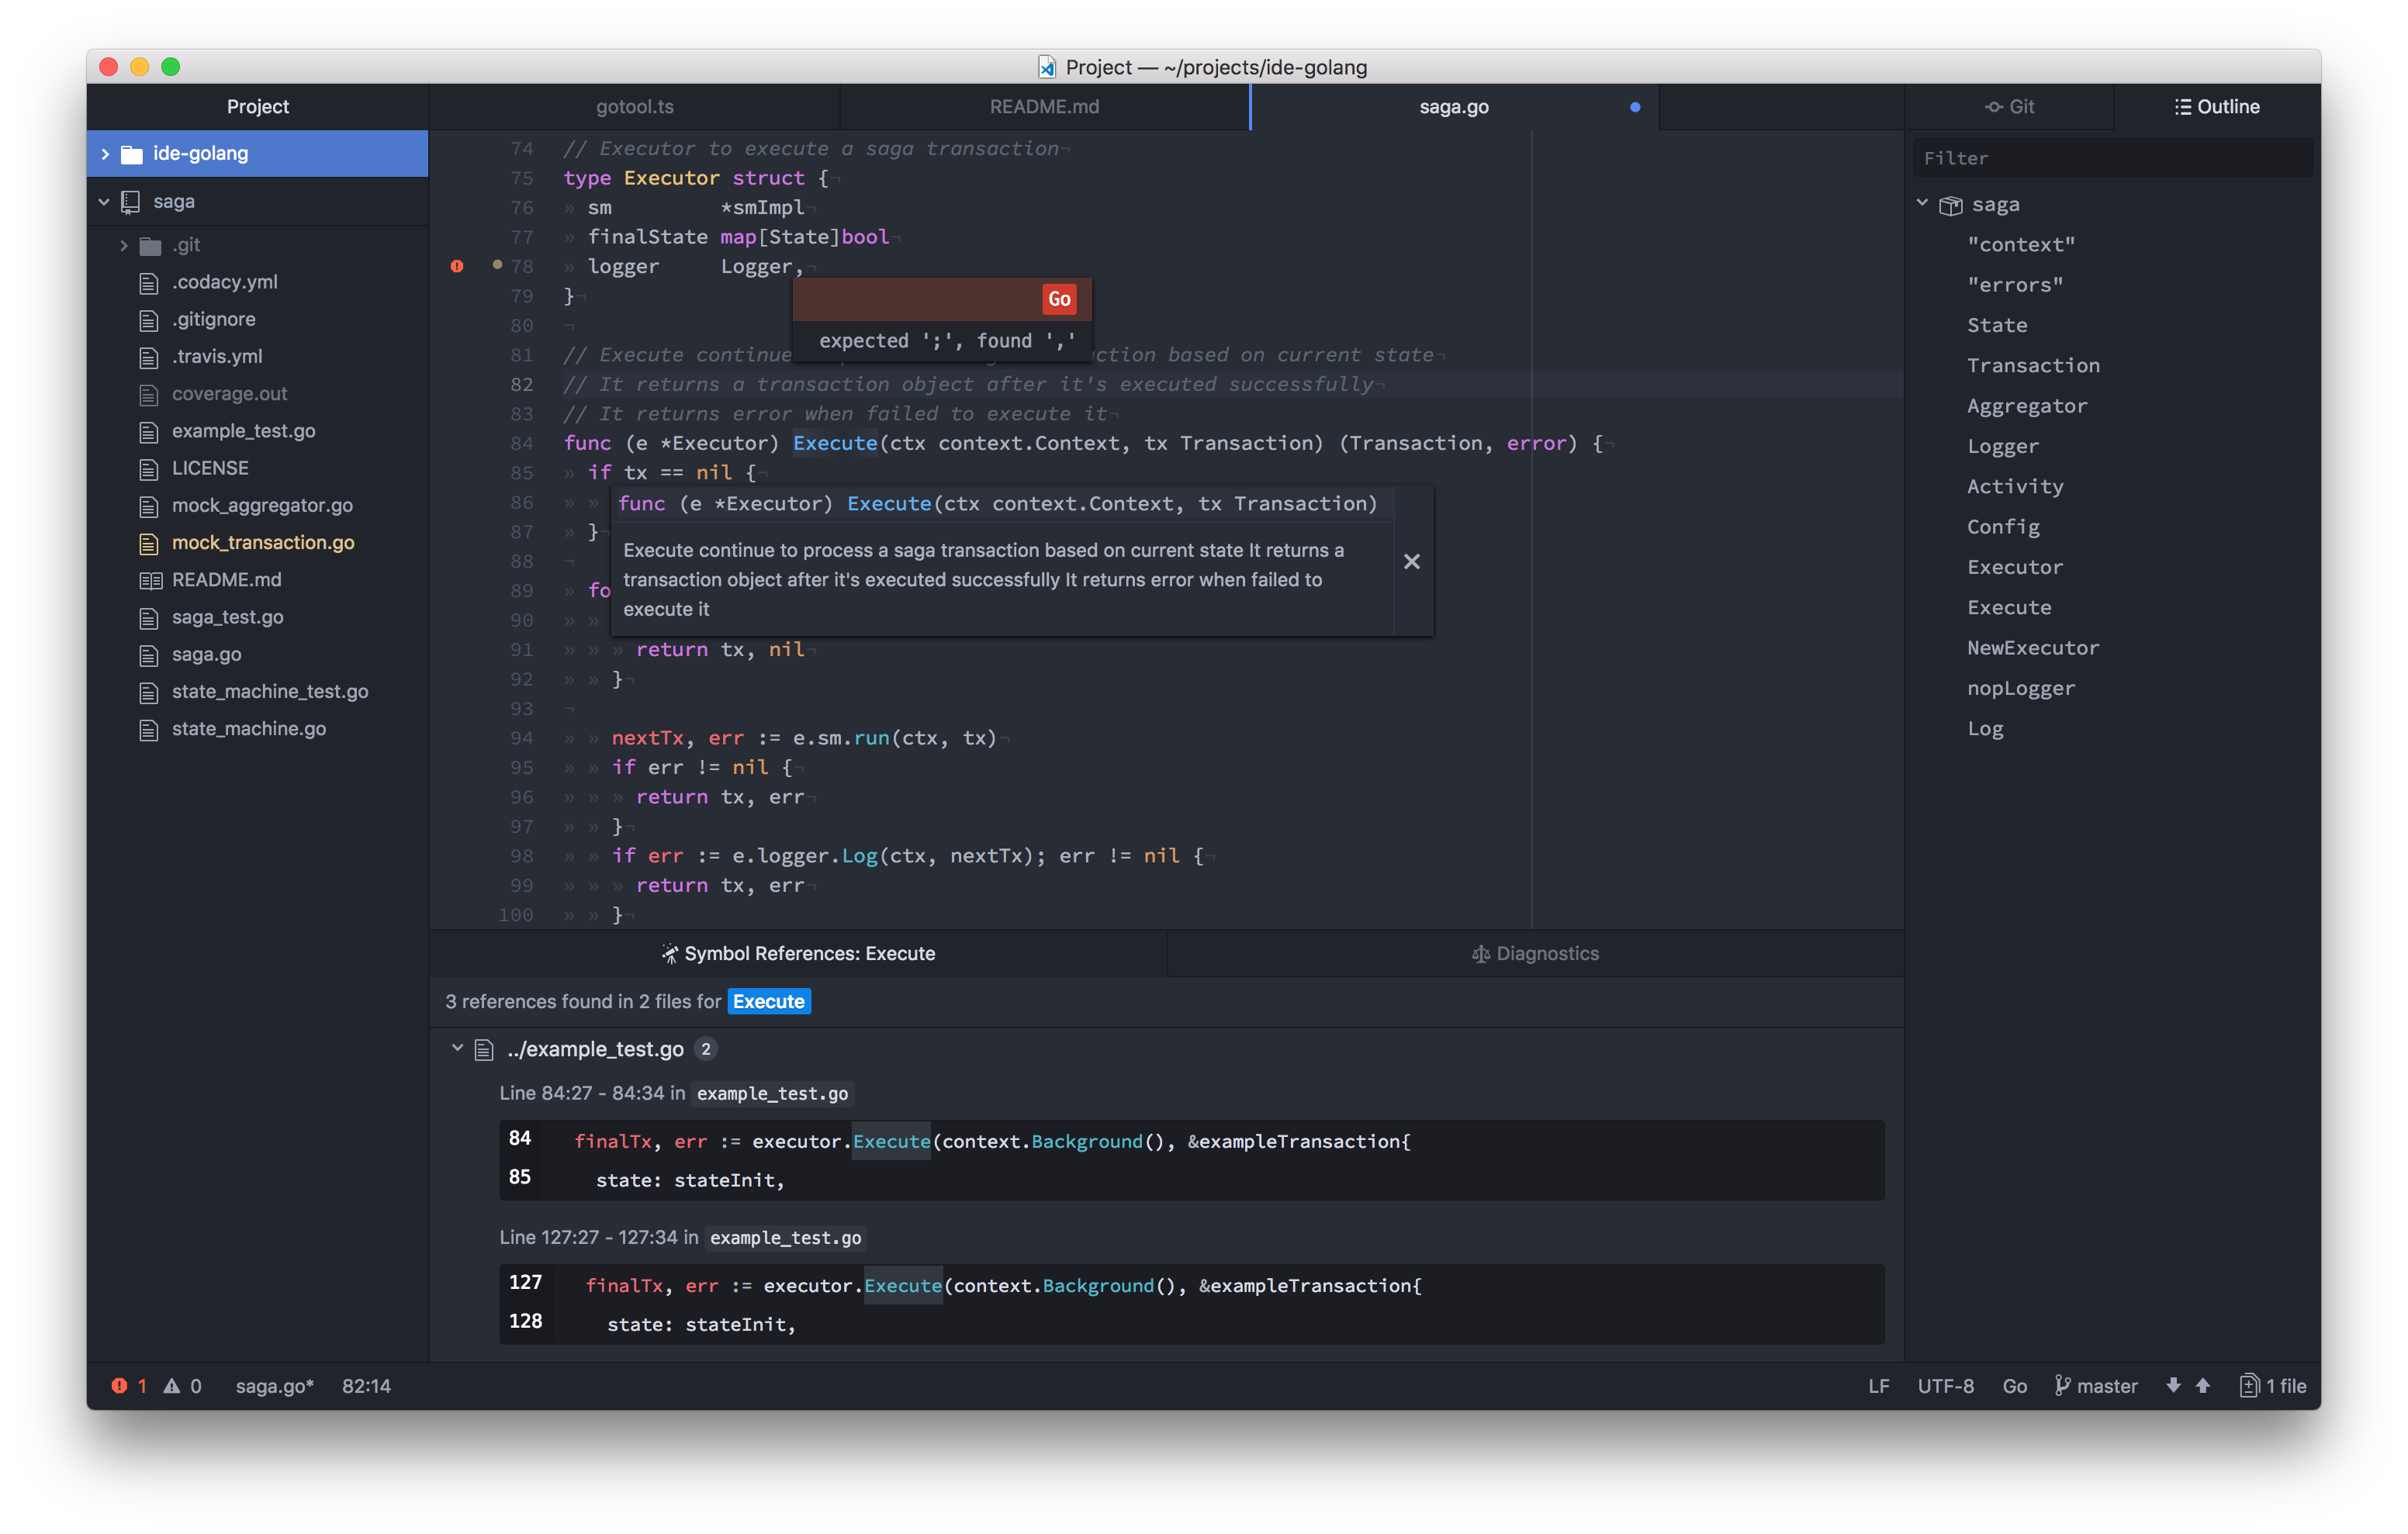 Project — ~/projects/ide-golang
Project
gotool.ts
README.md
saga.go
Git
Outline
ide-golang
saga
.git
.codacy.yml
.gitignore
.travis.yml
coverage.out
example_test.go
LICENSE
mock_aggregator.go
mock_transaction.go
README.md
saga_test.go
saga.go
state_machine_test.go
state_machine.go
74 // Executor to execute a saga transaction¬
75 type Executor struct {¬
76 » sm         *smImpl¬
77 » finalState map[State]bool¬
78 » logger     Logger,¬
79 }¬
80 ¬
Go
expected ';', found ','
81 // Execute continue ction based on current state¬
82 // It returns a transaction object after it's executed successfully¬
83 // It returns error when failed to execute it¬
84 func (e *Executor) Execute(ctx context.Context, tx Transaction) (Transaction, error) {¬
85 » if tx == nil {¬
86 » »
87 » }¬
88 ¬
89 » fo
90 » »
func (e *Executor) Execute(ctx context.Context, tx Transaction)
Execute continue to process a saga transaction based on current state It returns a
transaction object after it's executed successfully It returns error when failed to
execute it
91 » » » return tx, nil¬
92 » » }¬
93 ¬
94 » » nextTx, err := e.sm.run(ctx, tx)¬
95 » » if err != nil {¬
96 » » » return tx, err¬
97 » » }¬
98 » » if err := e.logger.Log(ctx, nextTx); err != nil {¬
99 » » » return tx, err¬
100 » » }¬
Symbol References: Execute
Diagnostics
3 references found in 2 files for Execute
../example_test.go 2
Line 84:27 - 84:34 in example_test.go
84 finalTx, err := executor.Execute(context.Background(), &exampleTransaction{
85 state: stateInit,
Line 127:27 - 127:34 in example_test.go
127 finalTx, err := executor.Execute(context.Background(), &exampleTransaction{
128 state: stateInit,
Filter
saga
"context"
"errors"
State
Transaction
Aggregator
Logger
Activity
Config
Executor
Execute
NewExecutor
nopLogger
Log
1 0 saga.go* 82:14
LF UTF-8 Go master 1 file